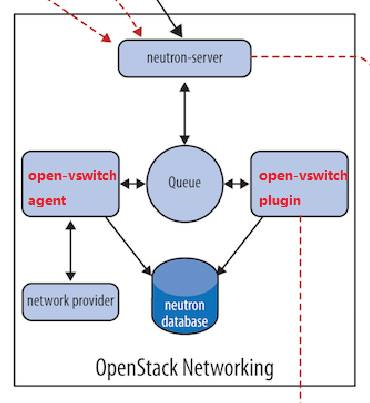 neutron-server
open-vswitch
agent
Queue
open-vswitch
plugin
network provider
neutron
database
OpenStack Networking